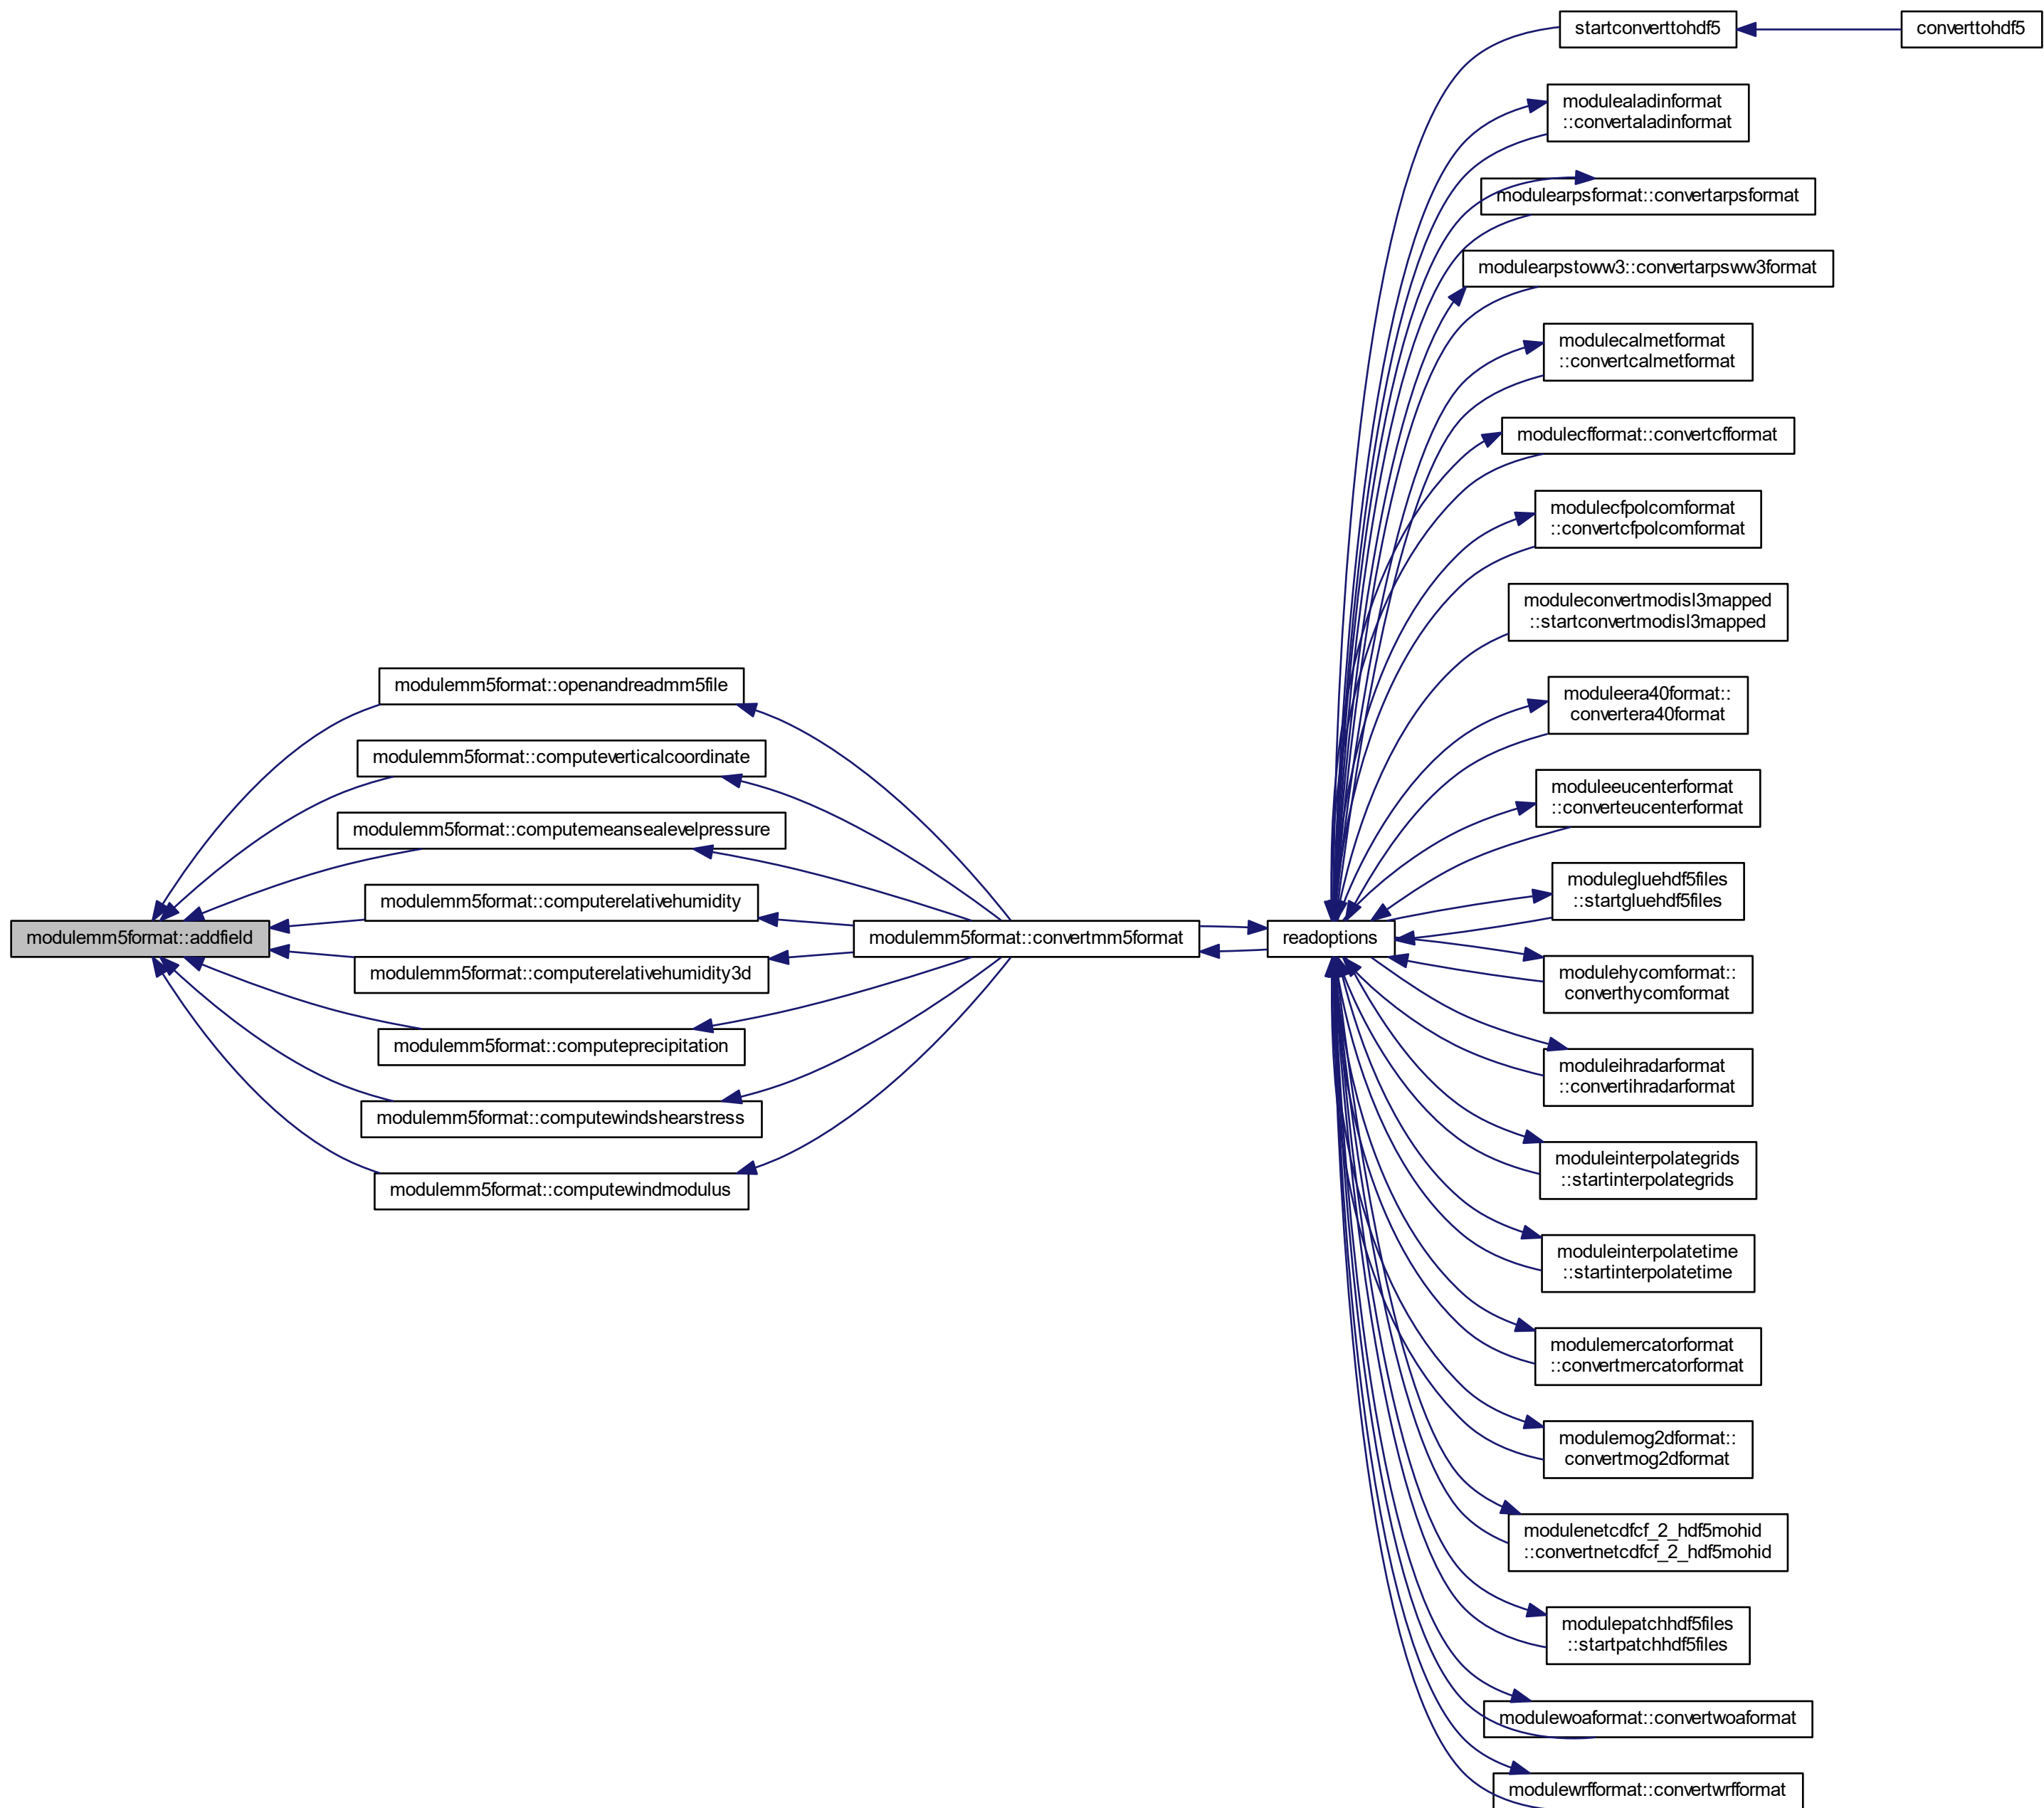 startconverttohdf5
converttohdf5
modulealadinformat
::convertaladinformat
modulearpsformat::convertarpsformat
modulearpstoww3::convertarpsww3format
modulecalmetformat
::convertcalmetformat
modulecfformat::convertcfformat
modulecfpolcomformat
::convertcfpolcomformat
moduleconvertmodisl3mapped
::startconvertmodisl3mapped
moduleera40format::
convertera40format
moduleeucenterformat
::converteucenterformat
modulegluehdf5files
::startgluehdf5files
modulehycomformat::
converthycomformat
moduleihradarformat
::convertihradarformat
moduleinterpolategrids
::startinterpolategrids
moduleinterpolatetime
::startinterpolatetime
modulemercatorformat
::convertmercatorformat
modulemog2dformat::
convertmog2dformat
modulenetcdfcf_2_hdf5mohid
::convertnetcdfcf_2_hdf5mohid
modulepatchhdf5files
::startpatchhdf5files
modulewoaformat::convertwoaformat
modulewrfformat::convertwrfformat
modulemm5format::openandreadmm5file
modulemm5format::computeverticalcoordinate
modulemm5format::computemeansealevelpressure
modulemm5format::computerelativehumidity
modulemm5format::addfield
modulemm5format::convertmm5format
readoptions
modulemm5format::computerelativehumidity3d
modulemm5format::computeprecipitation
modulemm5format::computewindshearstress
modulemm5format::computewindmodulus